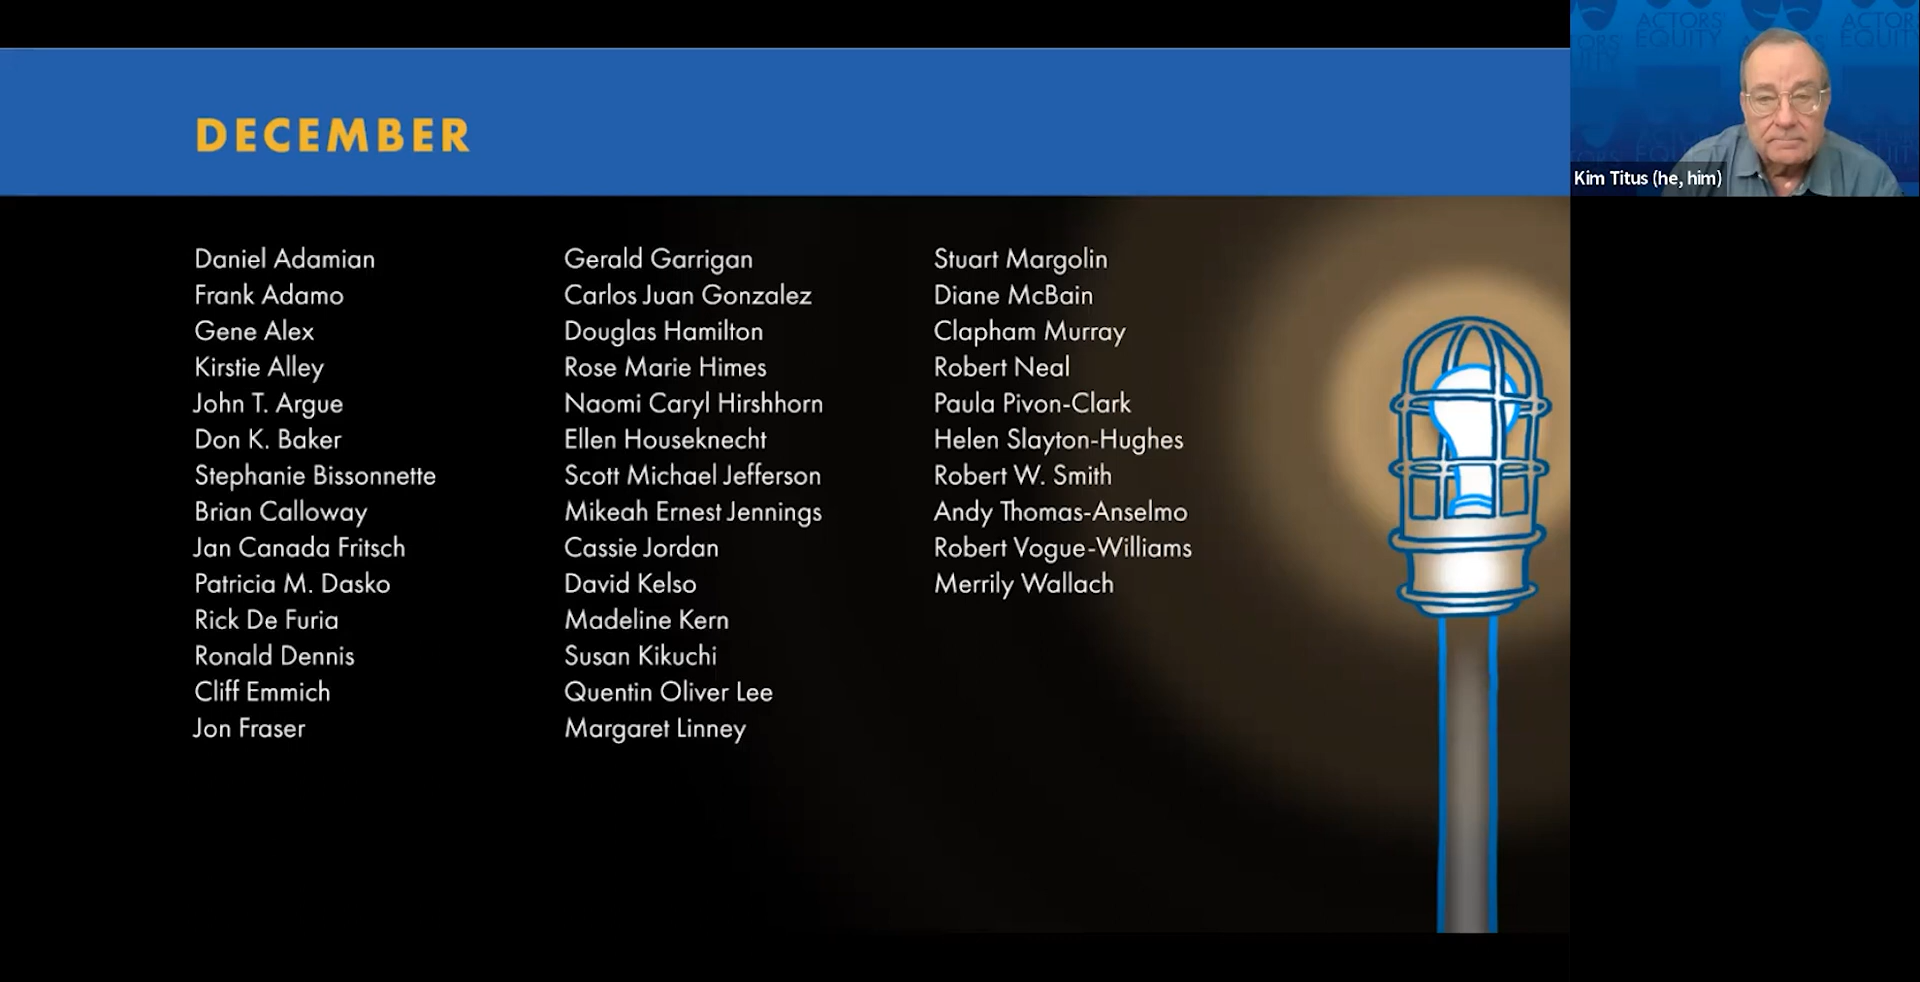 DECEMBER
Daniel Adamian
Frank Adamo
Gene Alex
Kirstie Alley
John T. Argue
Don K. Baker
Stephanie Bissonnette
Brian Calloway
Jan Canada Fritsch
Patricia M. Dasko
Rick De Furia
Ronald Dennis
Cliff Emmich
Jon Fraser
Gerald Garrigan
Carlos Juan Gonzalez
Douglas Hamilton
Rose Marie Himes
Naomi Caryl Hirshhorn
Ellen Houseknecht
Scott Michael Jefferson
Mikeah Ernest Jennings
Cassie Jordan
David Kelso
Madeline Kern
Susan Kikuchi
Quentin Oliver Lee
Margaret Linney
Stuart Margolin
Diane McBain
Clapham Murray
Robert Neal
Paula Pivon-Clark
Helen Slayton-Hughes
Robert W. Smith
Andy Thomas-Anselmo
Robert Vogue-Williams
Merrily Wallach
ACTORS'
EQUITY
Kim Titus (he, him)